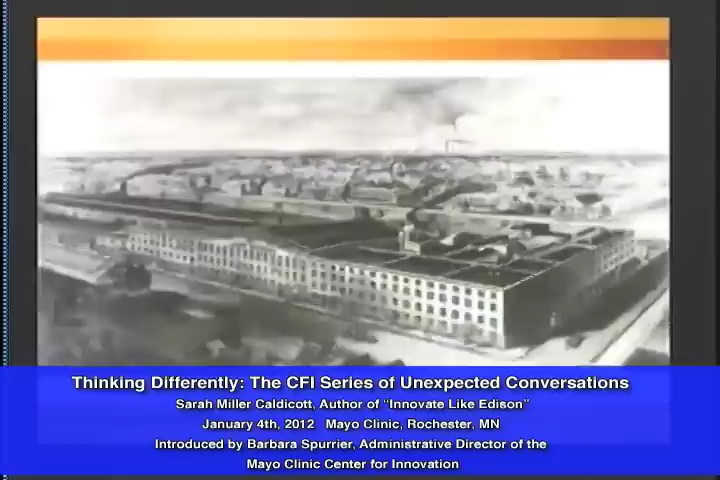 Thinking Differently: The CFI Series of Unexpected Conversations
Sarah Miller Caldicott, Author of “Innovate Like Edison”
January 4th, 2012   Mayo Clinic, Rochester, MN
Introduced by Barbara Spurrier, Administrative Director of the
Mayo Clinic Center for Innovation